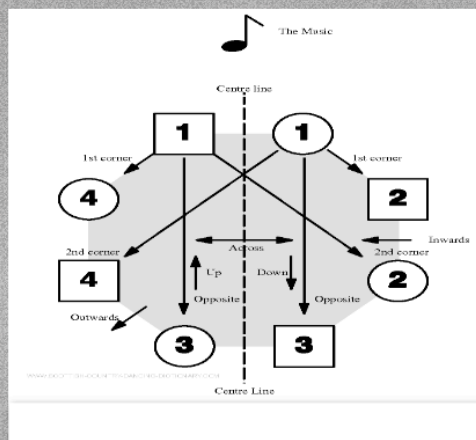 The Music
Centre line
1
1
1st corner
1st corner
4
2
2nd corner
Across
Inwards
2nd corner
4
Up
Down
2
Opposite
Opposite
Outwards
3
3
Centre Line